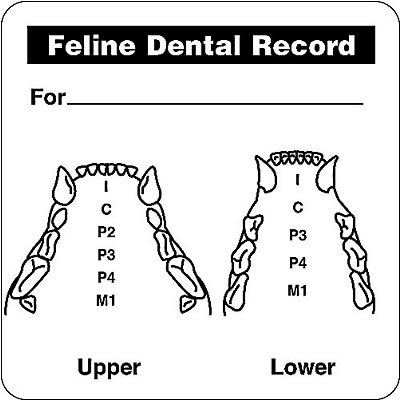 Feline Dental Record
For
I
C
P2
P3
P4
M1
I
C
P3
P4
M1
Upper
Lower